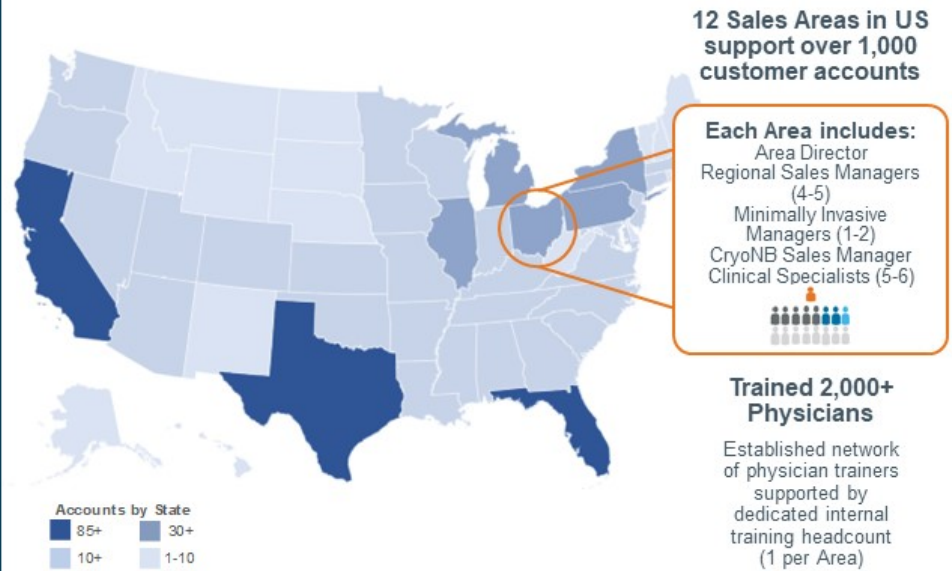 12 Sales Areas in US
support over 1,000
customer accounts
Each Area includes:
Area Director
Regional Sales Managers
(4-5)
Minimally Invasive
Managers (1-2)
CryoNB Sales Manager
Clinical Specialists (5-6)
Trained 2,000+
Physicians
Established network
of physician trainers
supported by
dedicated internal
training headcount
(1 per Area)
Accounts by State
85+ 30+
10+ 1-10